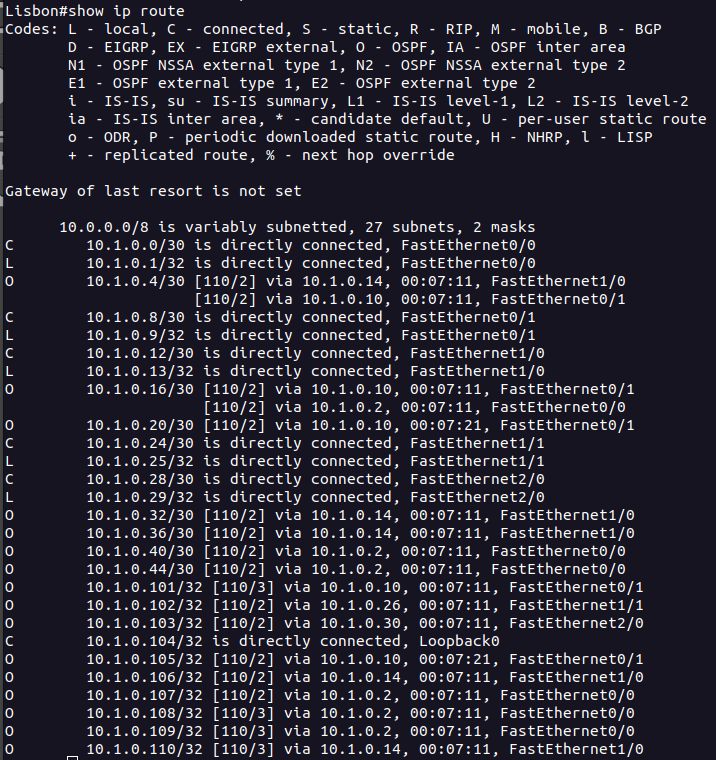 Lisbon#show ip route
Codes: L - local, C - connected, S - static, R - RIP, M - mobile, B - BGP
       D - EIGRP, EX - EIGRP external, O - OSPF, IA - OSPF inter area
       N1 - OSPF NSSA external type 1, N2 - OSPF NSSA external type 2
       E1 - OSPF external type 1, E2 - OSPF external type 2
       i - IS-IS, su - IS-IS summary, L1 - IS-IS level-1, L2 - IS-IS level-2
       ia - IS-IS inter area, * - candidate default, U - per-user static route
       o - ODR, P - periodic downloaded static route, H - NHRP, l - LISP
       + - replicated route, % - next hop override

Gateway of last resort is not set

      10.0.0.0/8 is variably subnetted, 27 subnets, 2 masks
C        10.1.0.0/30 is directly connected, FastEthernet0/0
L        10.1.0.1/32 is directly connected, FastEthernet0/0
O        10.1.0.4/30 [110/2] via 10.1.0.14, 00:07:11, FastEthernet1/0
                     [110/2] via 10.1.0.10, 00:07:11, FastEthernet0/1
C        10.1.0.8/30 is directly connected, FastEthernet0/1
L        10.1.0.9/32 is directly connected, FastEthernet0/1
C        10.1.0.12/30 is directly connected, FastEthernet1/0
L        10.1.0.13/32 is directly connected, FastEthernet1/0
O        10.1.0.16/30 [110/2] via 10.1.0.10, 00:07:11, FastEthernet0/1
                      [110/2] via 10.1.0.2, 00:07:11, FastEthernet0/0
O        10.1.0.20/30 [110/2] via 10.1.0.10, 00:07:21, FastEthernet0/1
C        10.1.0.24/30 is directly connected, FastEthernet1/1
L        10.1.0.25/32 is directly connected, FastEthernet1/1
C        10.1.0.28/30 is directly connected, FastEthernet2/0
L        10.1.0.29/32 is directly connected, FastEthernet2/0
O        10.1.0.32/30 [110/2] via 10.1.0.14, 00:07:11, FastEthernet1/0
O        10.1.0.36/30 [110/2] via 10.1.0.14, 00:07:11, FastEthernet1/0
O        10.1.0.40/30 [110/2] via 10.1.0.2, 00:07:11, FastEthernet0/0
O        10.1.0.44/30 [110/2] via 10.1.0.2, 00:07:11, FastEthernet0/0
O        10.1.0.101/32 [110/3] via 10.1.0.10, 00:07:11, FastEthernet0/1
O        10.1.0.102/32 [110/2] via 10.1.0.26, 00:07:11, FastEthernet1/1
O        10.1.0.103/32 [110/2] via 10.1.0.30, 00:07:11, FastEthernet2/0
C        10.1.0.104/32 is directly connected, Loopback0
O        10.1.0.105/32 [110/2] via 10.1.0.10, 00:07:21, FastEthernet0/1
O        10.1.0.106/32 [110/2] via 10.1.0.14, 00:07:11, FastEthernet1/0
O        10.1.0.107/32 [110/2] via 10.1.0.2, 00:07:11, FastEthernet0/0
O        10.1.0.108/32 [110/3] via 10.1.0.2, 00:07:11, FastEthernet0/0
O        10.1.0.109/32 [110/3] via 10.1.0.2, 00:07:11, FastEthernet0/0
O        10.1.0.110/32 [110/3] via 10.1.0.14, 00:07:11, FastEthernet1/0